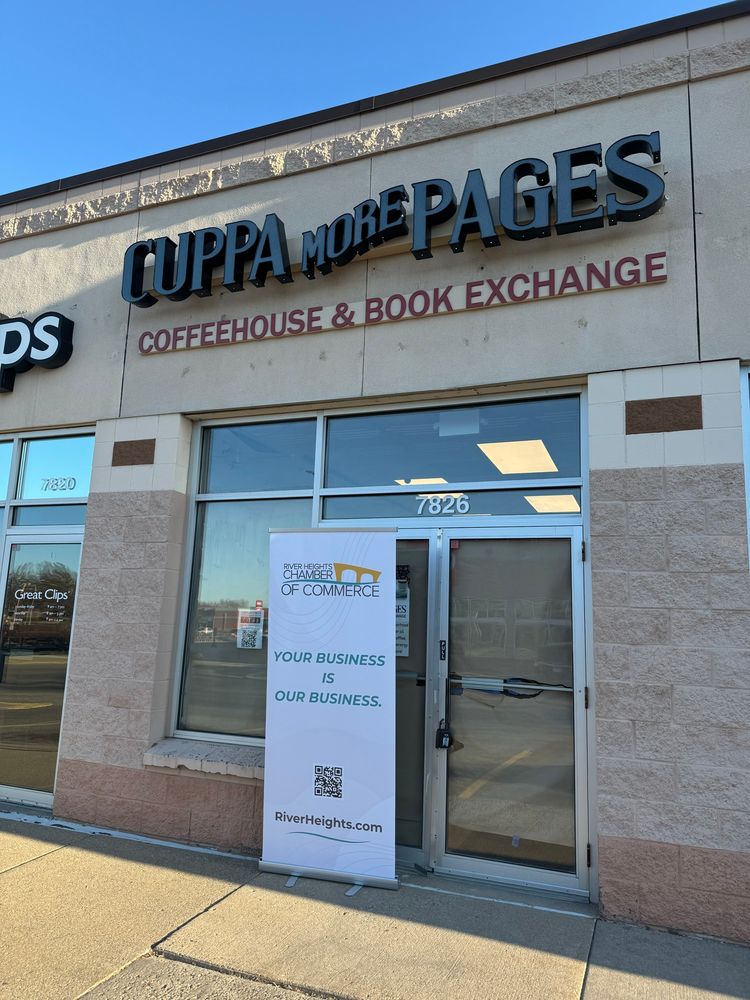 CUPPA MORE PAGES
COFFEEHOUSE & BOOK EXCHANGE
ps
7820
7826
Great Clips
RIVER HEIGHTS
CHAMBER
OF COMMERCE
YOUR BUSINESS
IS
OUR BUSINESS.
RiverHeights.com